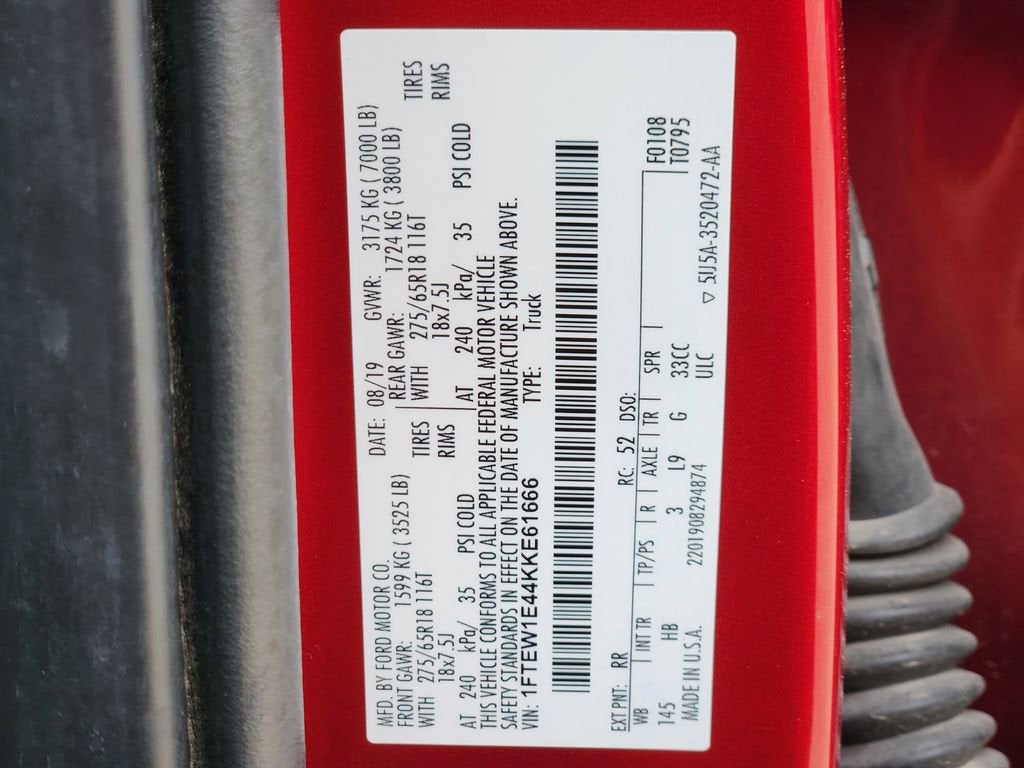 MFD. BY FORD MOTOR CO. DATE: 08/19 GVWR: 3175 KG ( 7000 LB)
FRONT GAWR: 1599 KG ( 3525 LB) REAR GAWR: 1724 KG ( 3800 LB)
WITH 275/65R18 116T TIRES WITH 275/65R18 116T TIRES
18x7.5J RIMS 18x7.5J RIMS
AT 240 kPa/ 35 PSI COLD AT 240 kPa/ 35 PSI COLD
THIS VEHICLE CONFORMS TO ALL APPLICABLE FEDERAL MOTOR VEHICLE
SAFETY STANDARDS IN EFFECT ON THE DATE OF MANUFACTURE SHOWN ABOVE.
VIN: 1FTEW1E44KKE61666 TYPE: Truck
EXT PNT: RR RC: 52 DSO: F0108
WB INT TR TP/PS R AXLE TR SPR T0795
145 HB 3 L9 G 33CC
MADE IN U.S.A. ULC ▽ 5U5A-3520472-AA
2201908294874